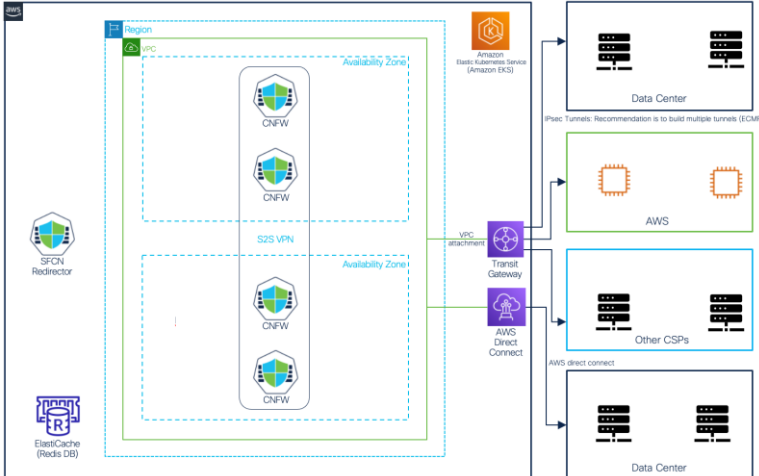 aws
Region
VPC
Availability Zone
CNFW
CNFW
S2S VPN
Availability Zone
CNFW
CNFW
SFCN
Redirector
R
ElastiCache
(Redis DB)
Amazon
Elastic Kubernetes Service
(Amazon EKS)
VPC
attachment
Transit
Gateway
AWS
Direct
Connect
Data Center
IPsec Tunnels: Recommendation is to build multiple tunnels (ECM
AWS
Other CSPs
AWS direct connect
Data Center